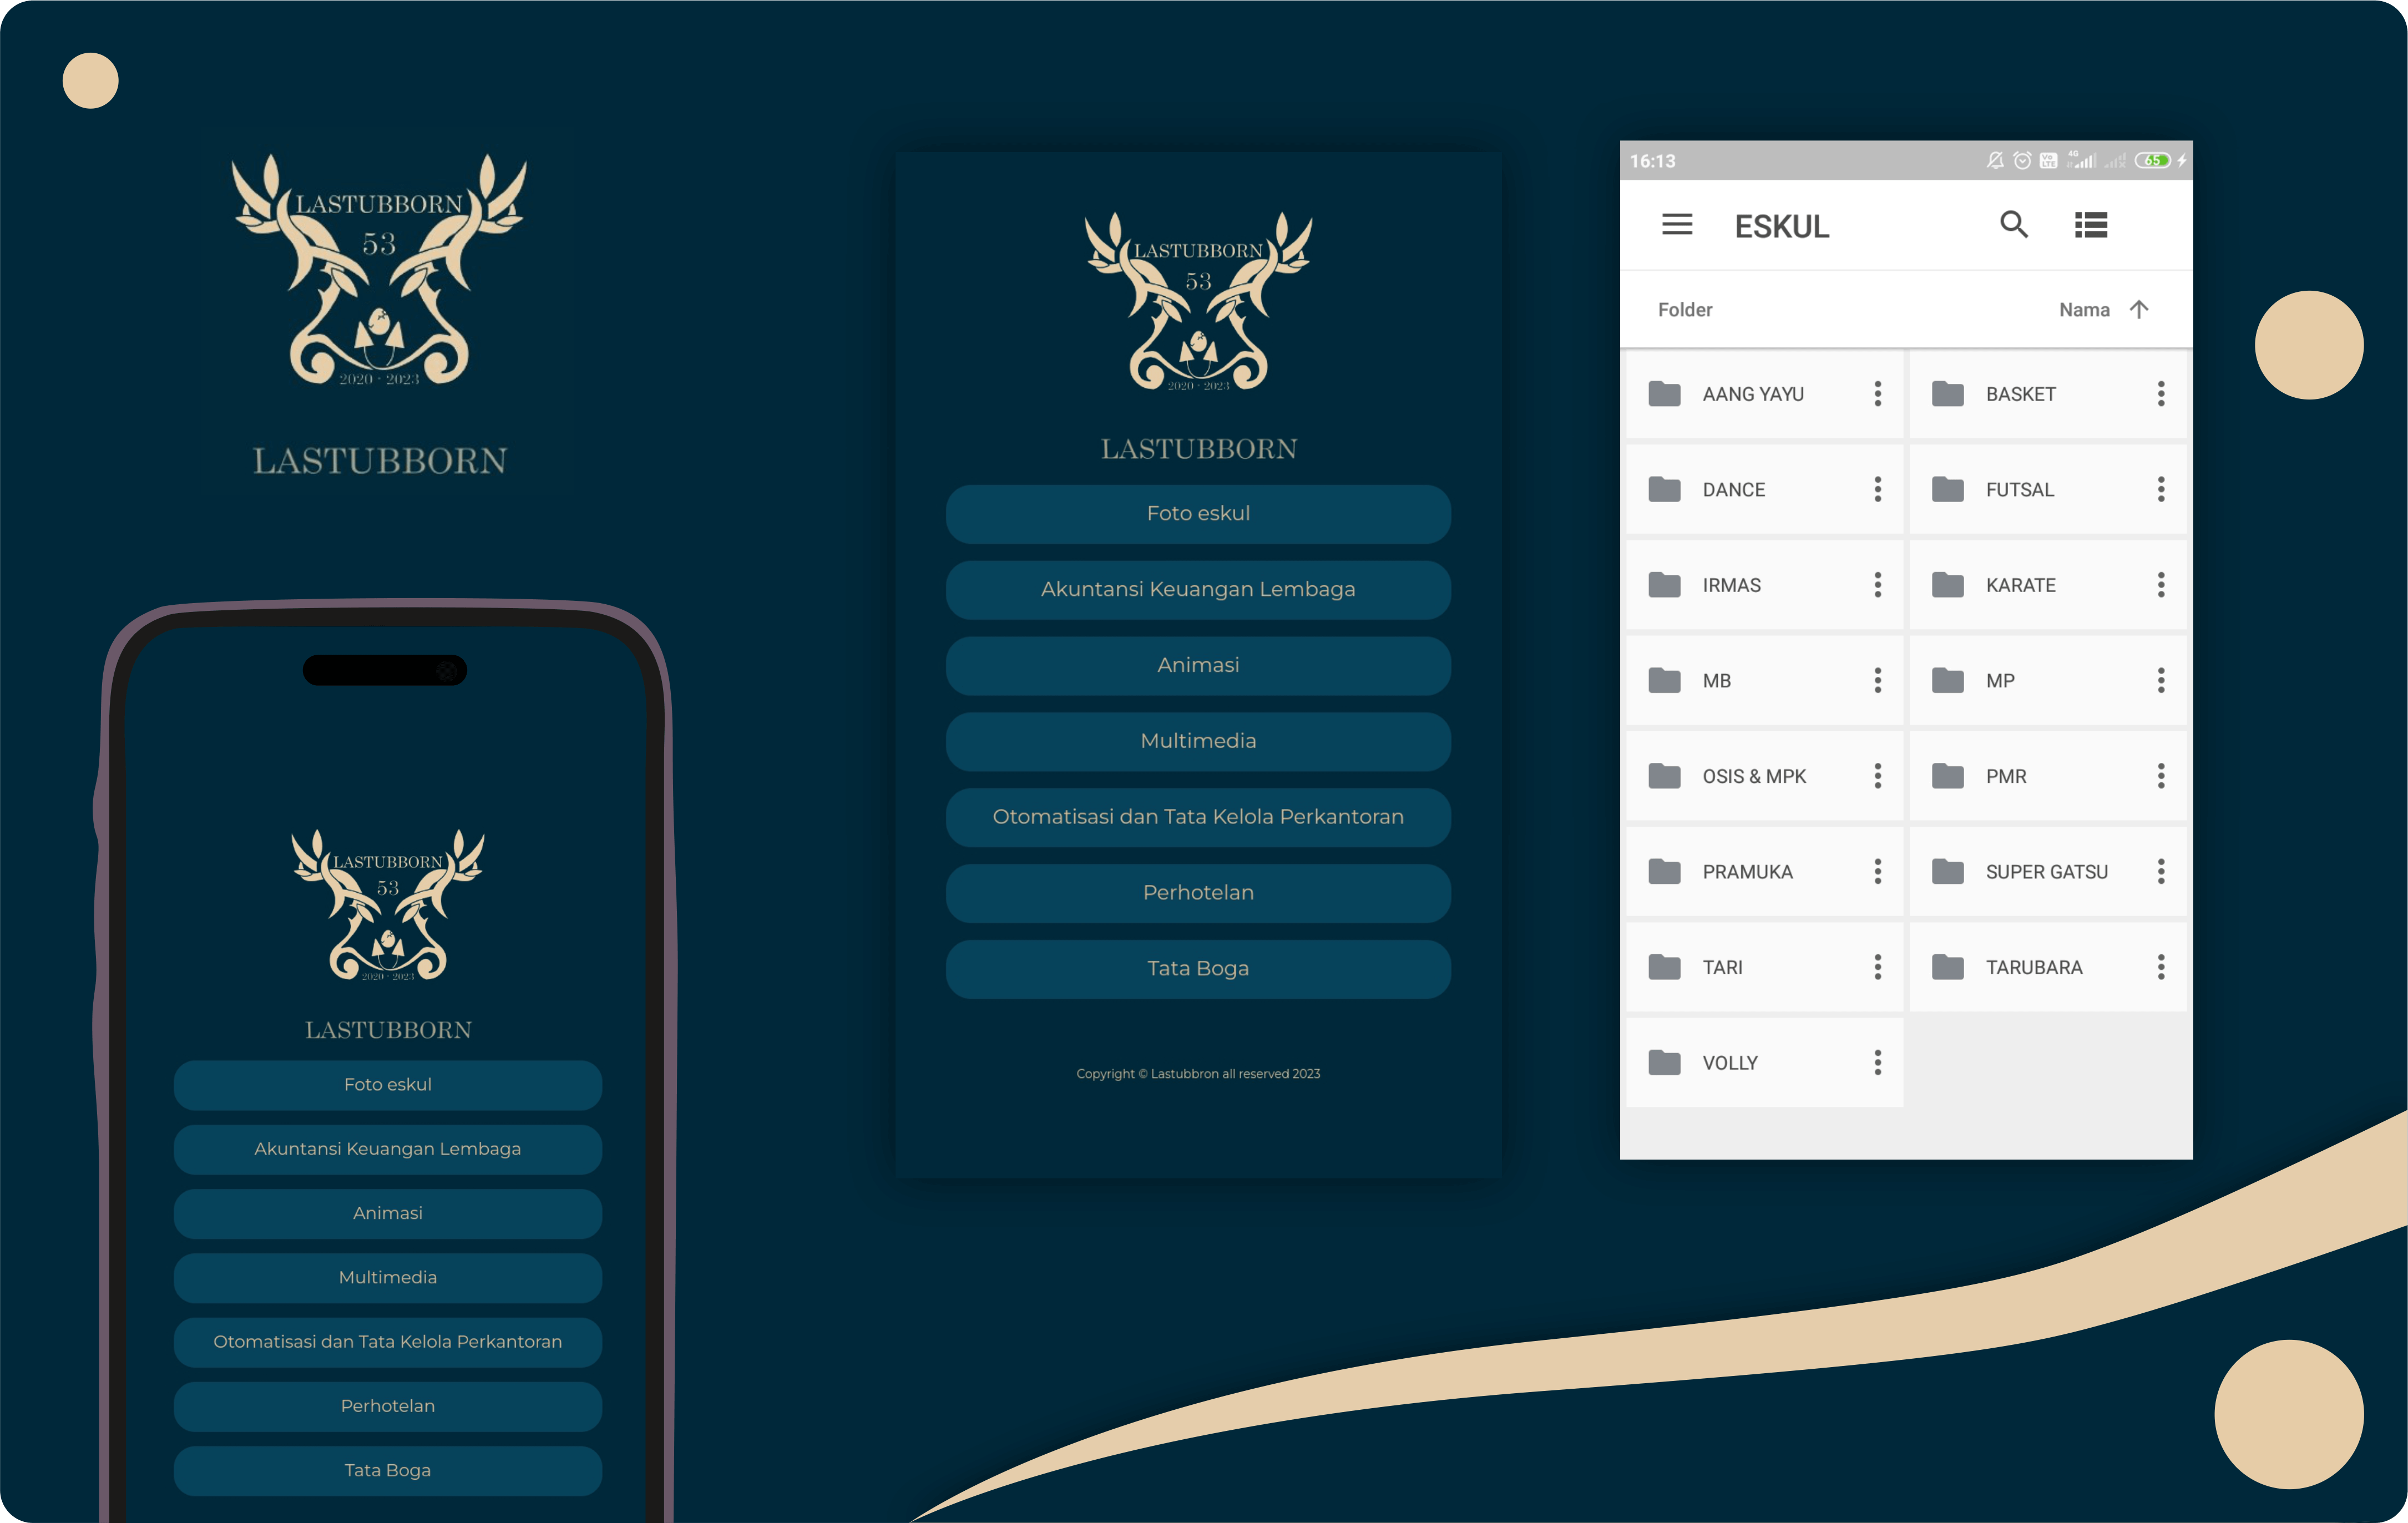 LASTUBBORN
53
2020 · 2023
LASTUBBORN
LASTUBBORN
53
2020 · 2023
LASTUBBORN
Foto eskul
Akuntansi Keuangan Lembaga
Animasi
Multimedia
Otomatisasi dan Tata Kelola Perkantoran
Perhotelan
Tata Boga
LASTUBBORN
53
2020 · 2023
LASTUBBORN
Foto eskul
Akuntansi Keuangan Lembaga
Animasi
Multimedia
Otomatisasi dan Tata Kelola Perkantoran
Perhotelan
Tata Boga
Copyright © Lastubbron all reserved 2023
16:13 Vo LTE 4G 65
ESKUL
Folder Nama
AANG YAYU BASKET
DANCE FUTSAL
IRMAS KARATE
MB MP
OSIS & MPK PMR
PRAMUKA SUPER GATSU
TARI TARUBARA
VOLLY